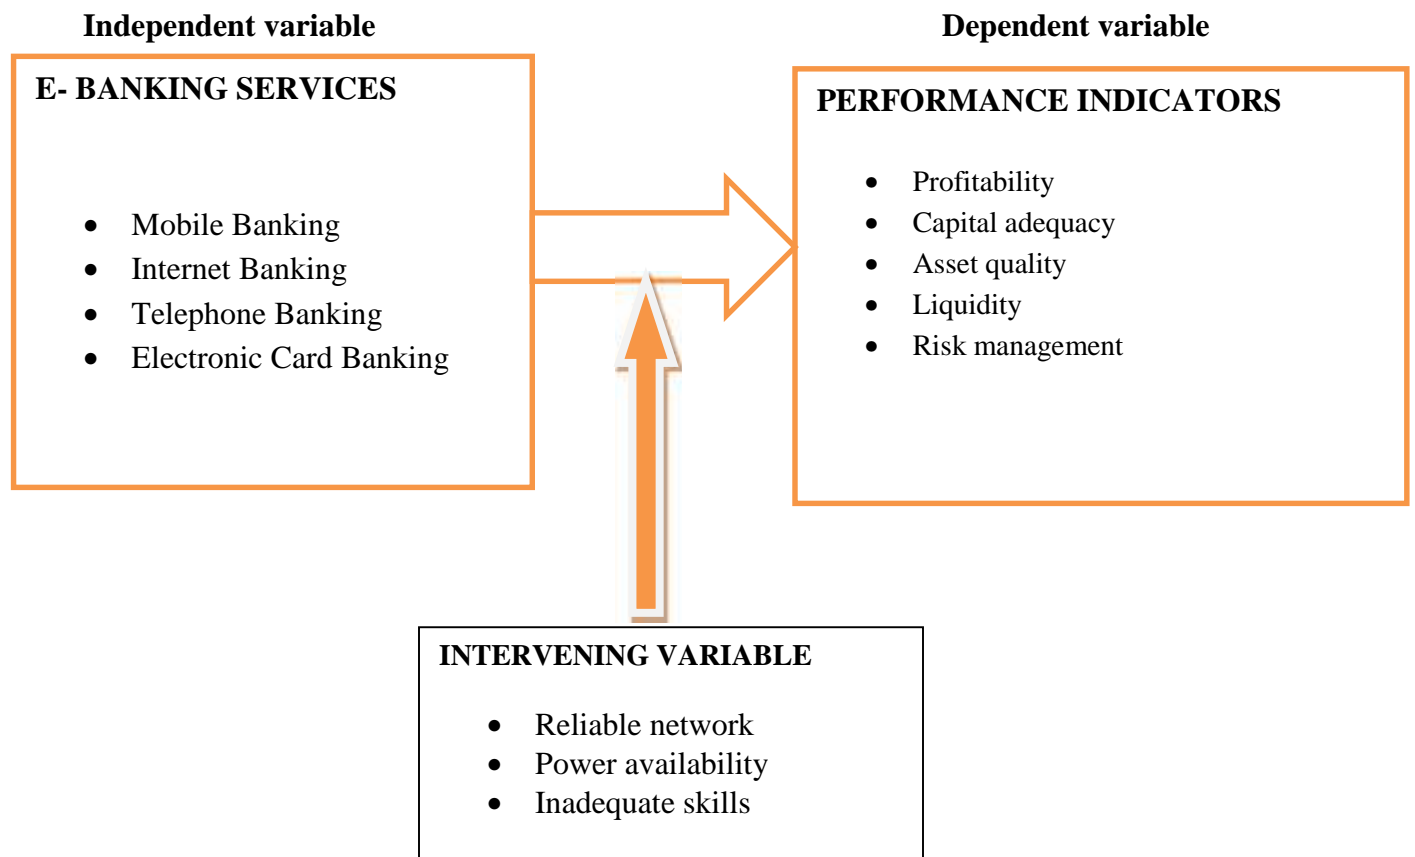 Independent variable
Dependent variable
E- BANKING SERVICES
• Mobile Banking
• Internet Banking
• Telephone Banking
• Electronic Card Banking
PERFORMANCE INDICATORS
• Profitability
• Capital adequacy
• Asset quality
• Liquidity
• Risk management
INTERVENING VARIABLE
• Reliable network
• Power availability
• Inadequate skills